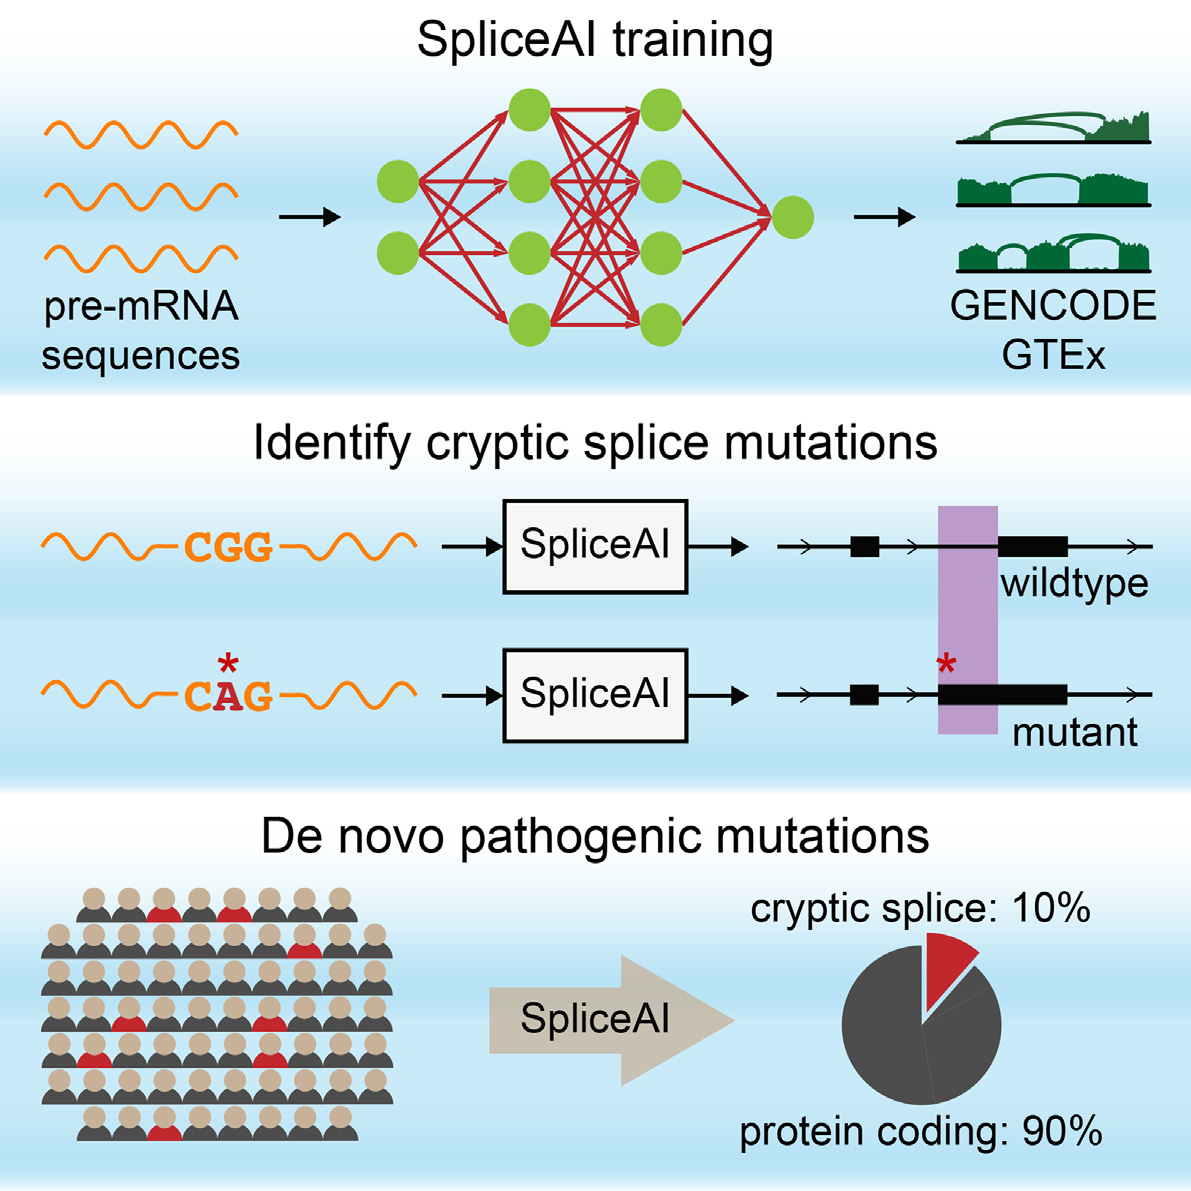 SpliceAI training
pre-mRNA
sequences
GENCODE
GTEx
Identify cryptic splice mutations
CGG
SpliceAI
wildtype
*
CAG
SpliceAI
*
mutant
De novo pathogenic mutations
SpliceAI
cryptic splice: 10%
protein coding: 90%